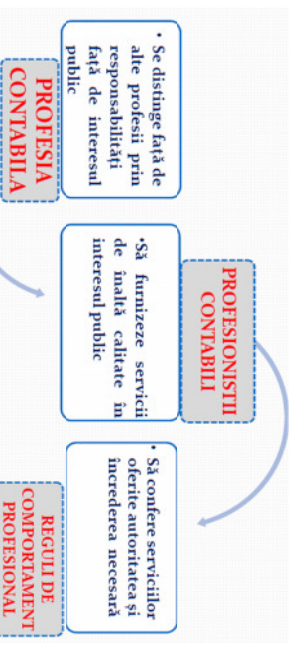 • Se distinge față de
alte profesii prin
responsabilități
față de interesul
public
PROFESIA
CONTABILA
PROFESIONISTII
CONTABILI
•Să furnizeze servicii
de înaltă calitate în
interesul public
• Să confere serviciilor
oferite autoritatea și
încrederea necesară
REGULI DE
COMPORTAMENT
PROFESIONAL